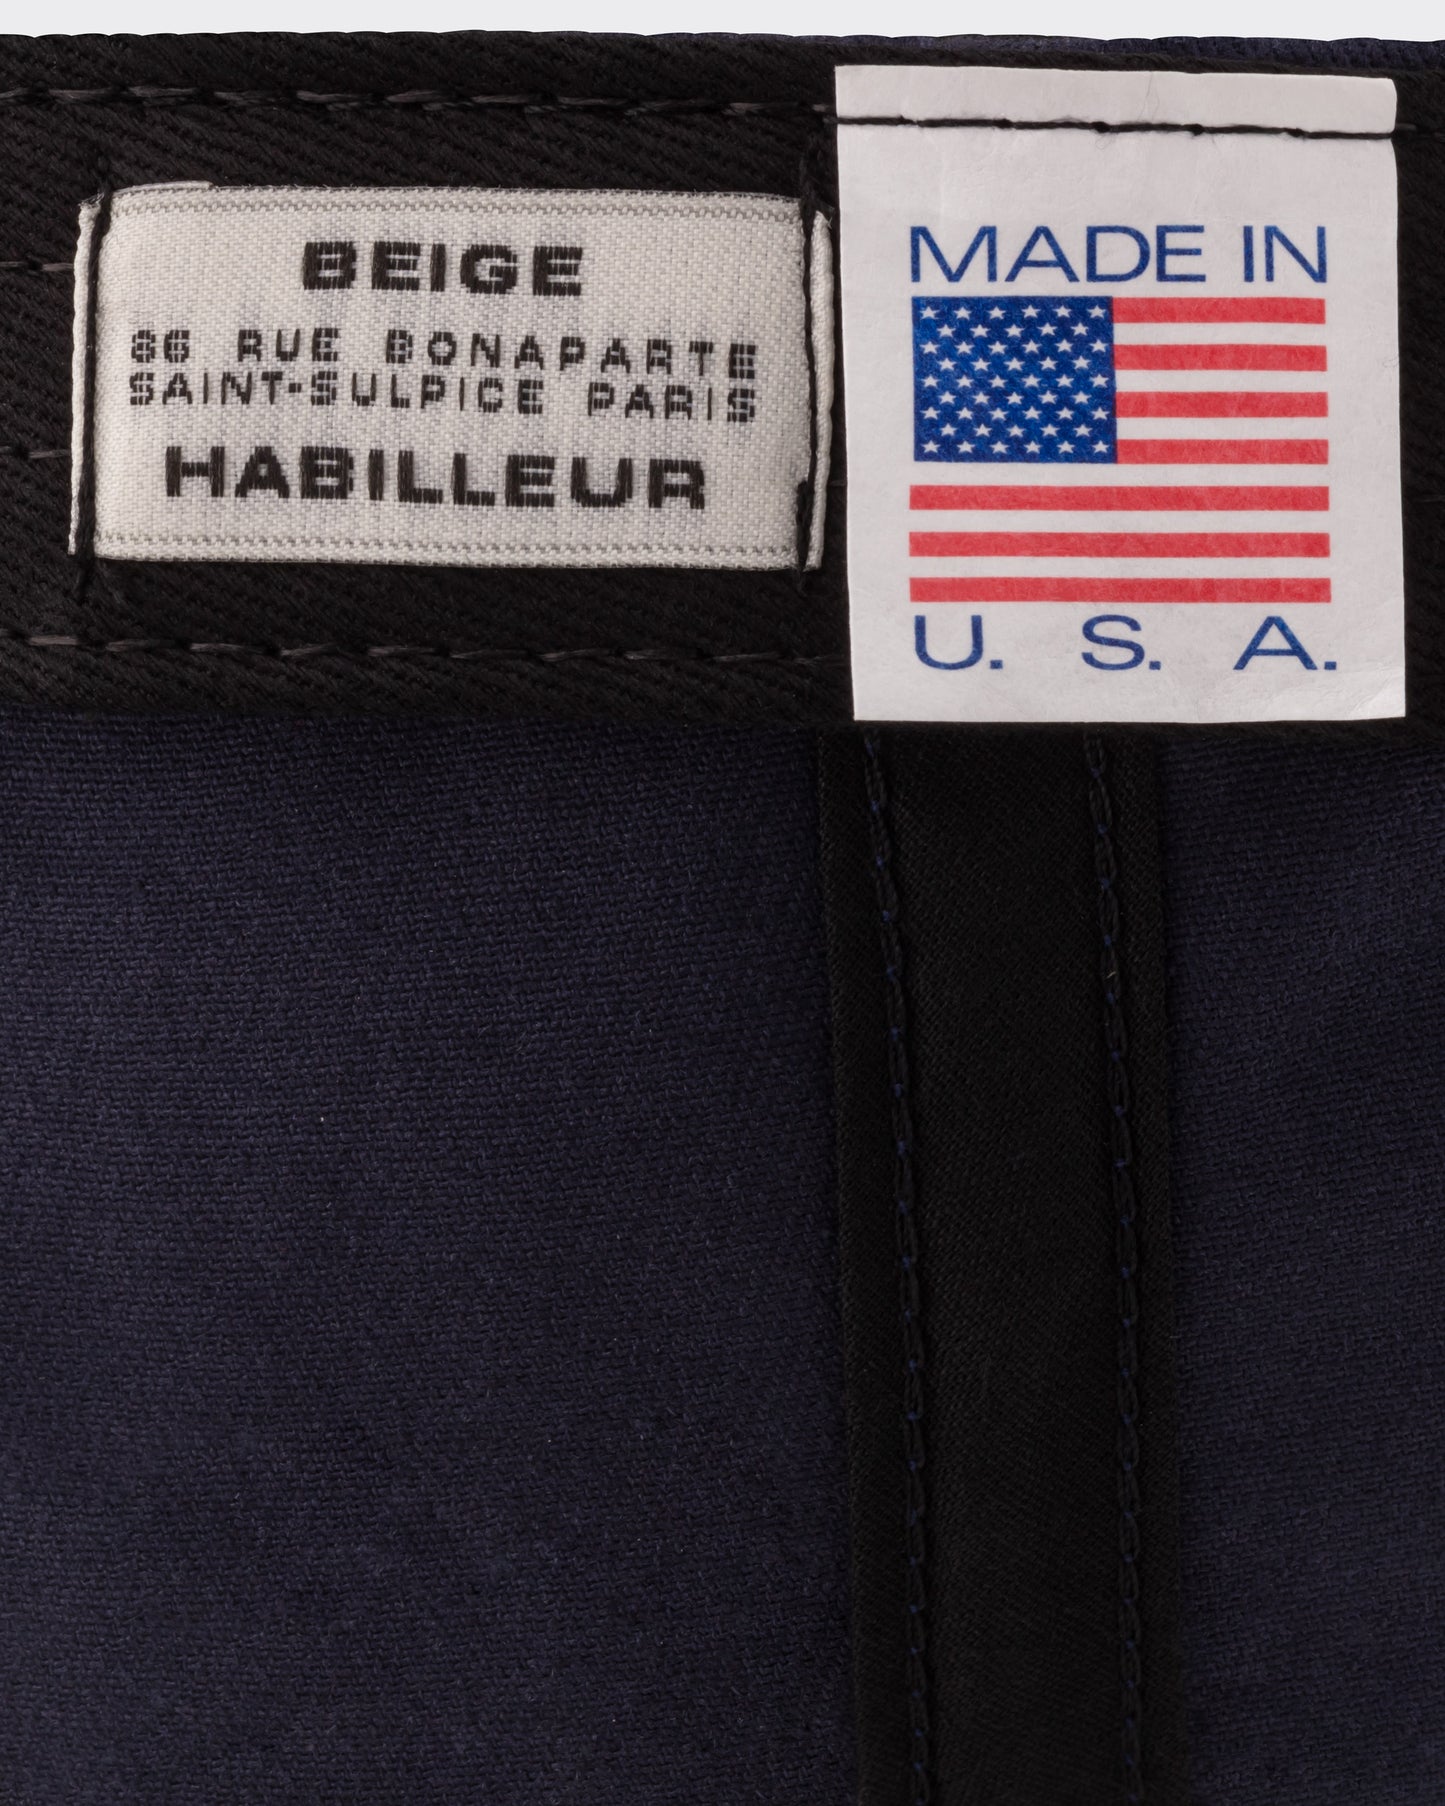 BEIGE
86 RUE BONAPARTE
SAINT-SULPICE PARIS
HABILLEUR
MADE IN
U. S. A.